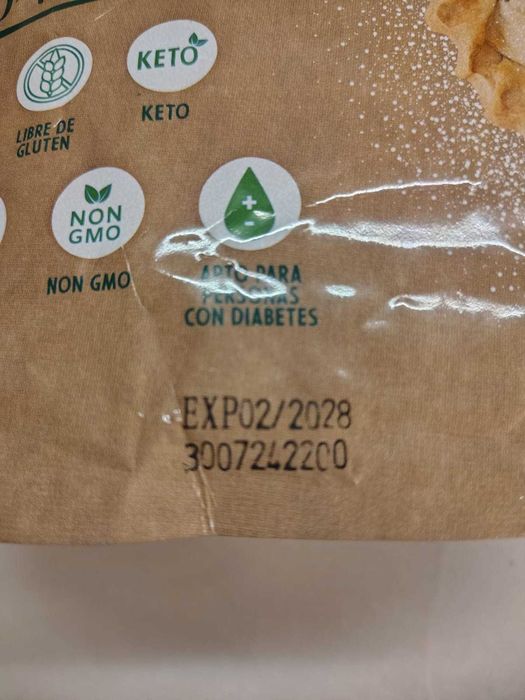 KETO
KETO
LIBRE DE
GLUTEN
NON
GMO
NON GMO
+
-
APTO PARA
PERSONAS
CON DIABETES
EXP02/2028
3007242200